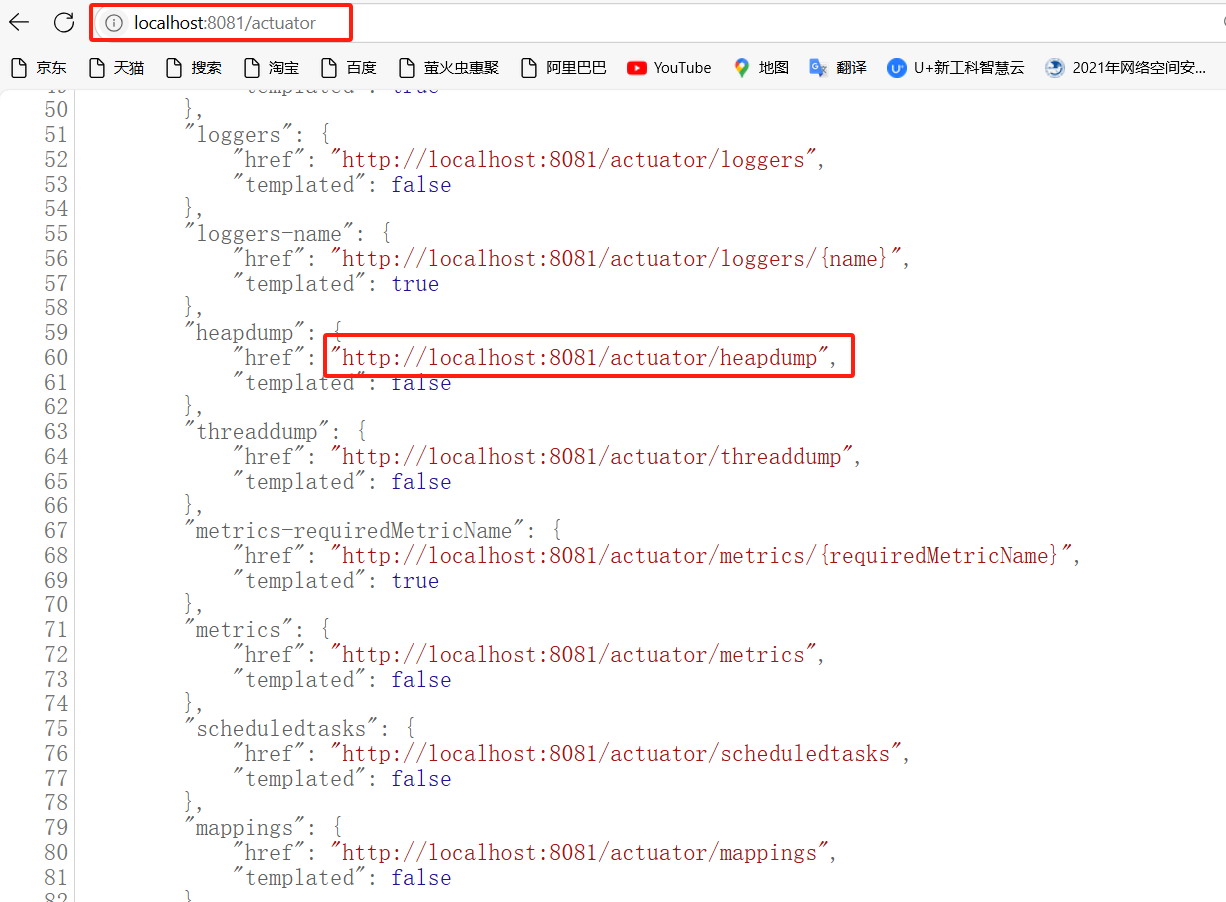 localhost:8081/actuator
京东 天猫 搜索 淘宝 百度 萤火虫惠聚 阿里巴巴 YouTube 地图 翻译 U+新工科智慧云 2021年网络空间安...
49 "templated": true
50 },
51 "loggers": {
52 "href": "http://localhost:8081/actuator/loggers",
53 "templated": false
54 },
55 "loggers-name": {
56 "href": "http://localhost:8081/actuator/loggers/{name}",
57 "templated": true
58 },
59 "heapdump": {
60 "href": "http://localhost:8081/actuator/heapdump",
61 "templated": false
62 },
63 "threaddump": {
64 "href": "http://localhost:8081/actuator/threaddump",
65 "templated": false
66 },
67 "metrics-requiredMetricName": {
68 "href": "http://localhost:8081/actuator/metrics/{requiredMetricName}",
69 "templated": true
70 },
71 "metrics": {
72 "href": "http://localhost:8081/actuator/metrics",
73 "templated": false
74 },
75 "scheduledtasks": {
76 "href": "http://localhost:8081/actuator/scheduledtasks",
77 "templated": false
78 },
79 "mappings": {
80 "href": "http://localhost:8081/actuator/mappings",
81 "templated": false
82 }